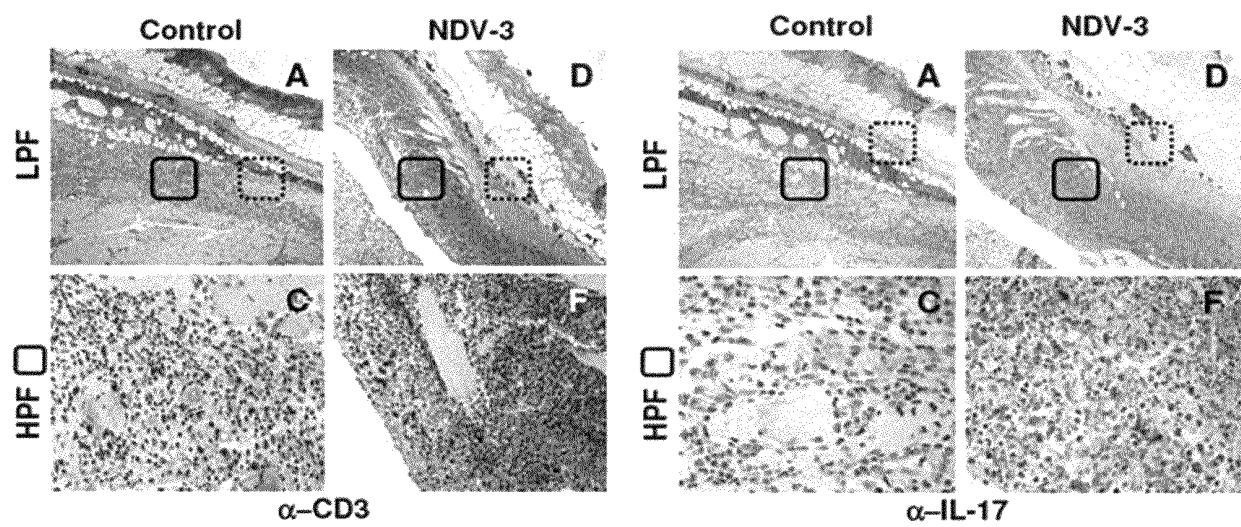 Control NDV-3 Control NDV-3
LPF A D LPF A D
HPF C F HPF C F
α–CD3 α–IL-17